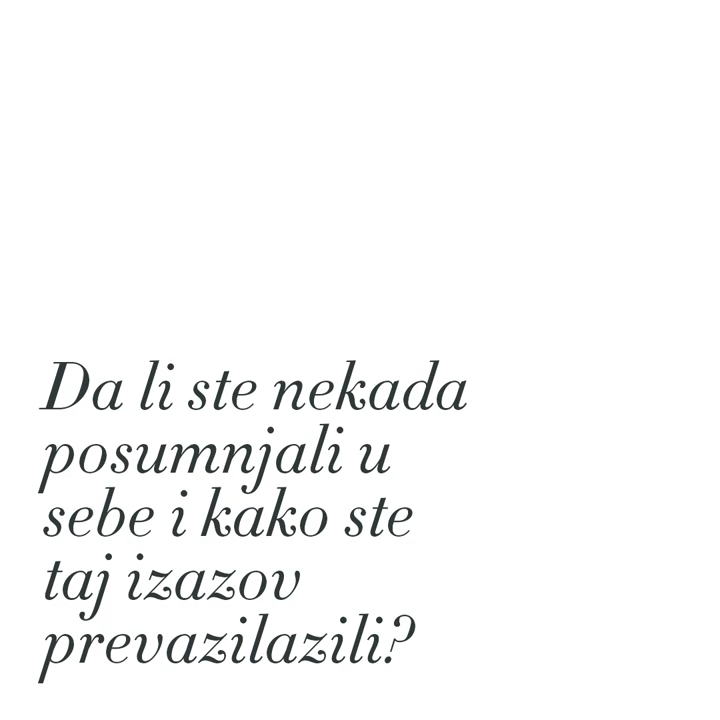 Da li ste nekada
posumnjali u
sebe i kako ste
taj izazov
prevazilazili?